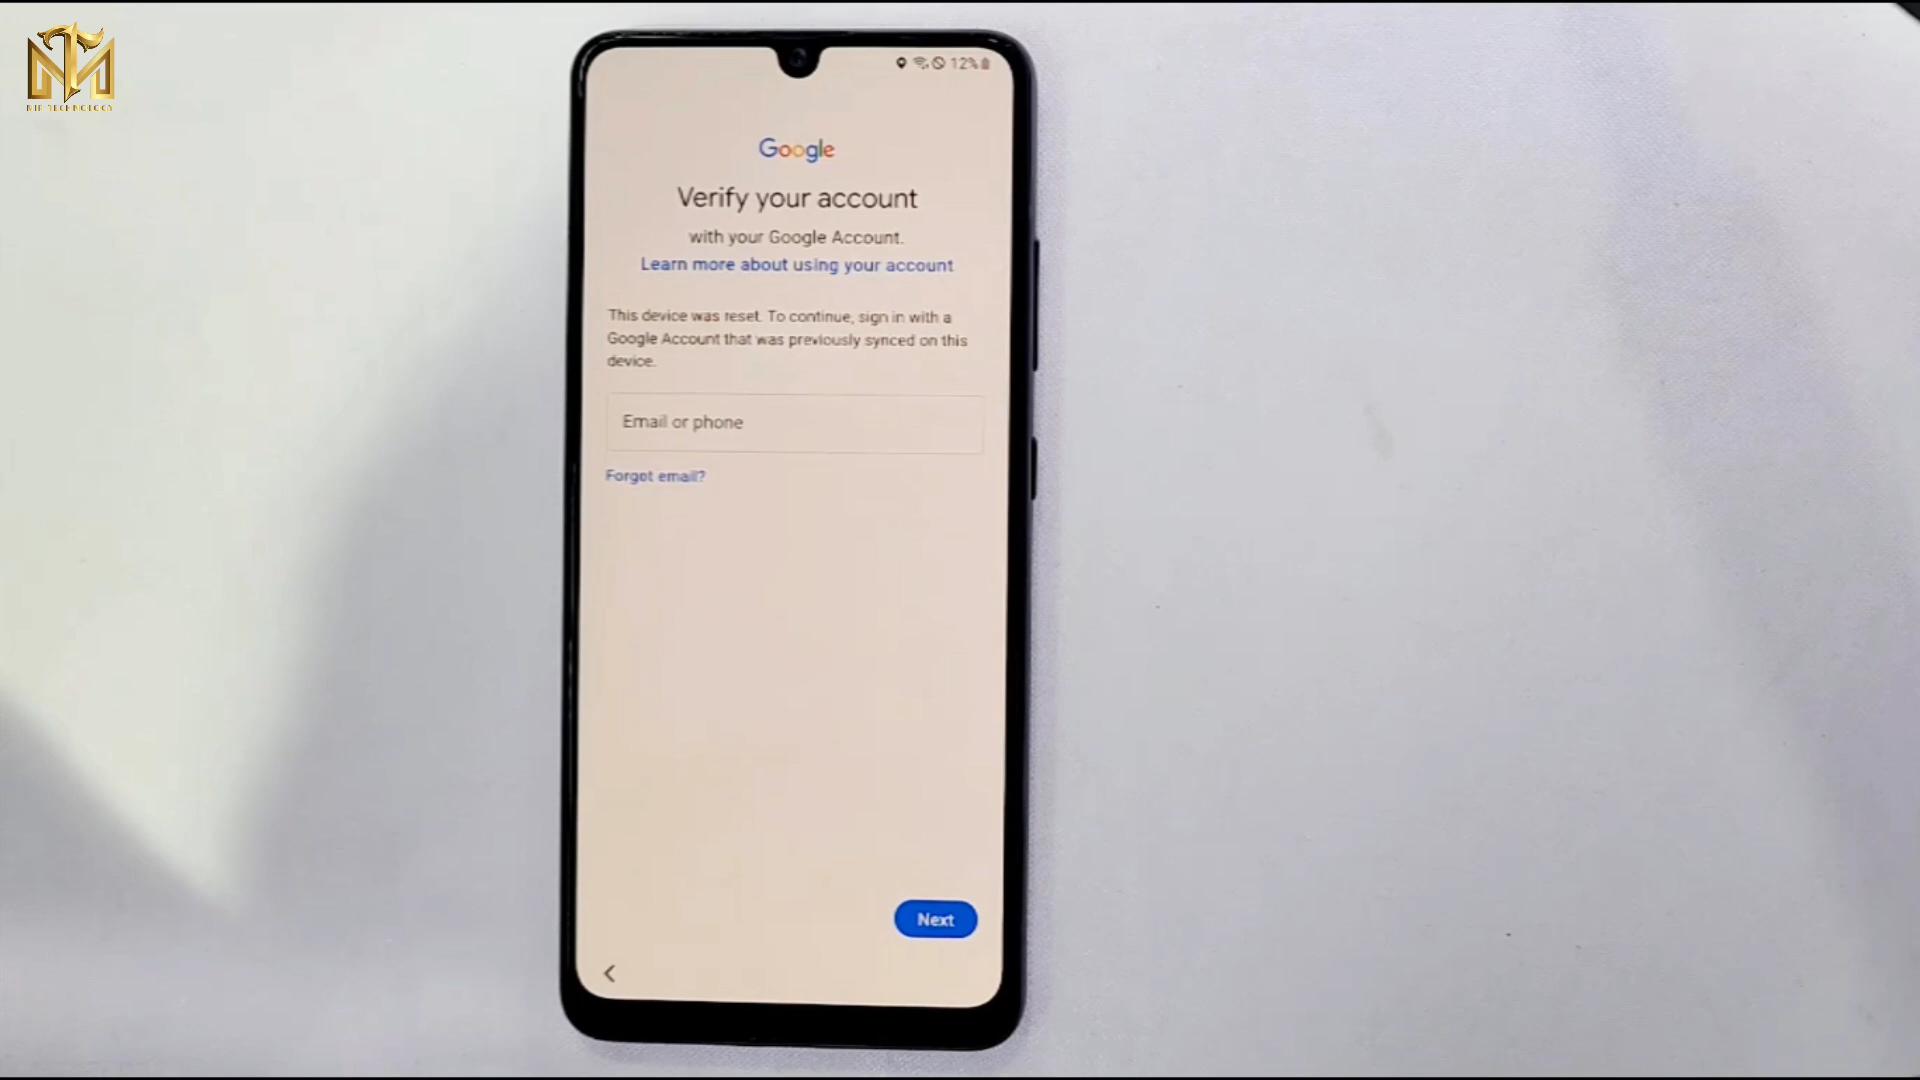 12%
Google
Verify your account
with your Google Account.
Learn more about using your account
This device was reset. To continue, sign in with a
Google Account that was previously synced on this
device.
Email or phone
Forgot email?
Next